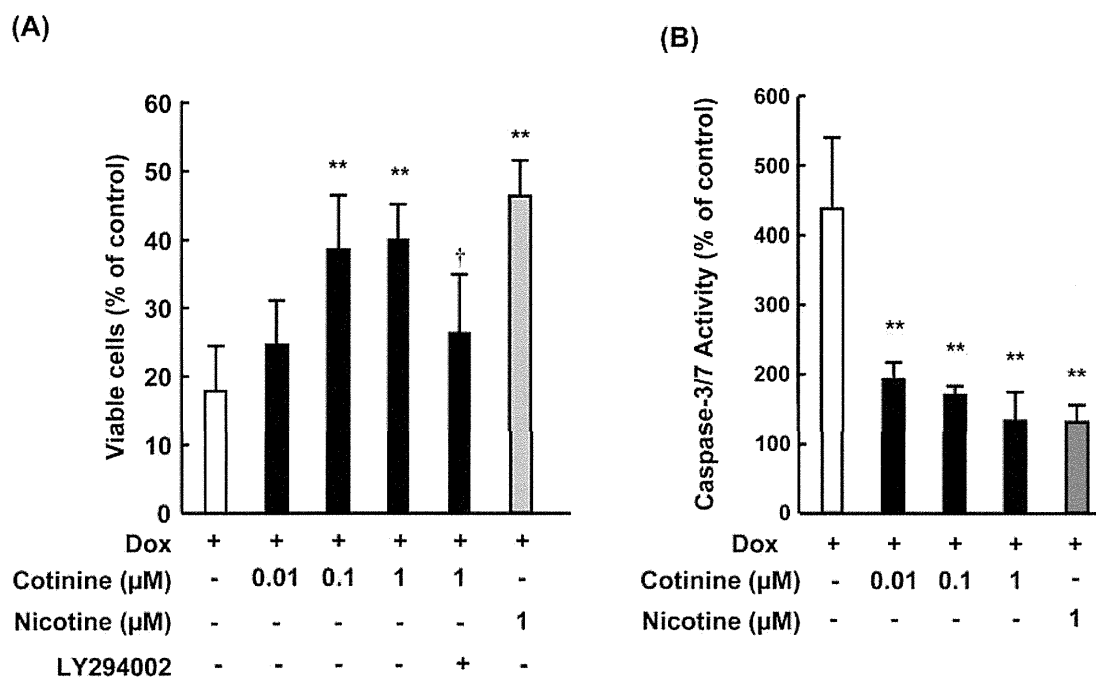 (A)
Viable cells (% of control)
60
50
40
30
20
10
0
**
**
†
**
Dox + + + + + +
Cotinine (µM) - 0.01 0.1 1 1 -
Nicotine (µM) - - - - - 1
LY294002 - - - - + -
(B)
Caspase-3/7 Activity (% of control)
600
500
400
300
200
100
0
**
**
**
**
Dox + + + + +
Cotinine (µM) - 0.01 0.1 1 -
Nicotine (µM) - - - - 1